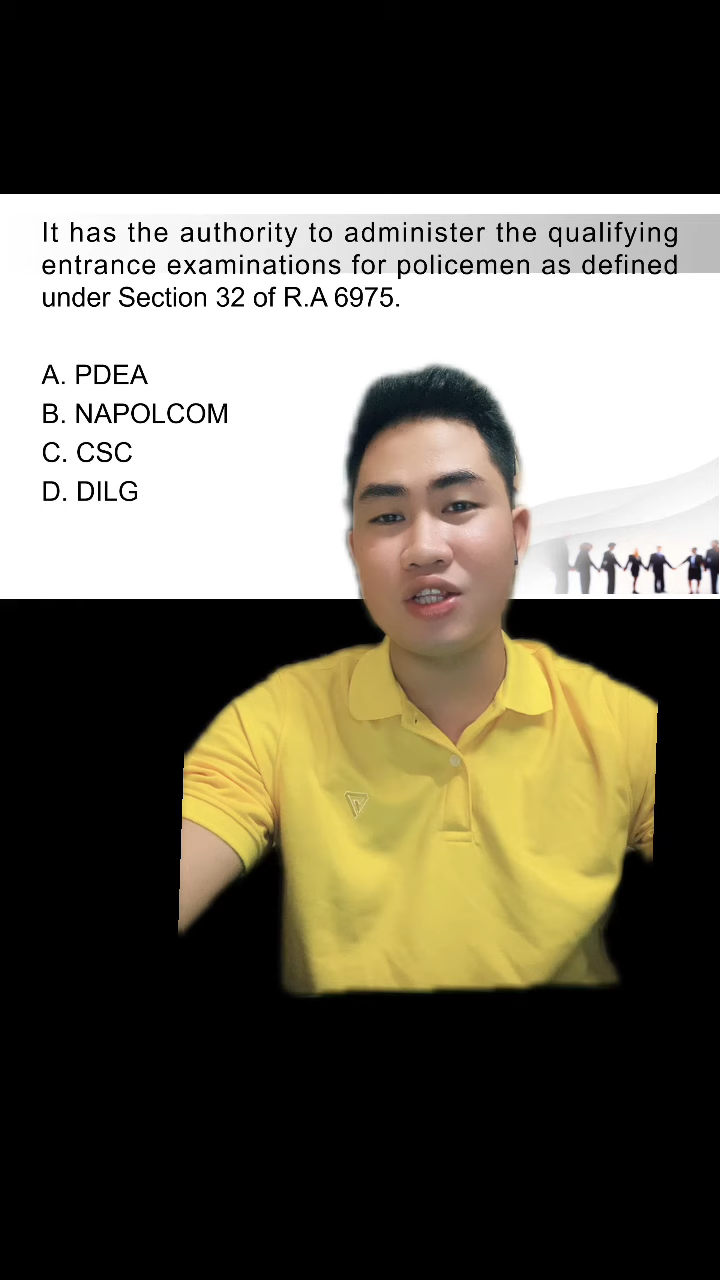 It has the authority to administer the qualifying
entrance examinations for policemen as defined
under Section 32 of R.A 6975.
A. PDEA
B. NAPOLCOM
C. CSC
D. DILG